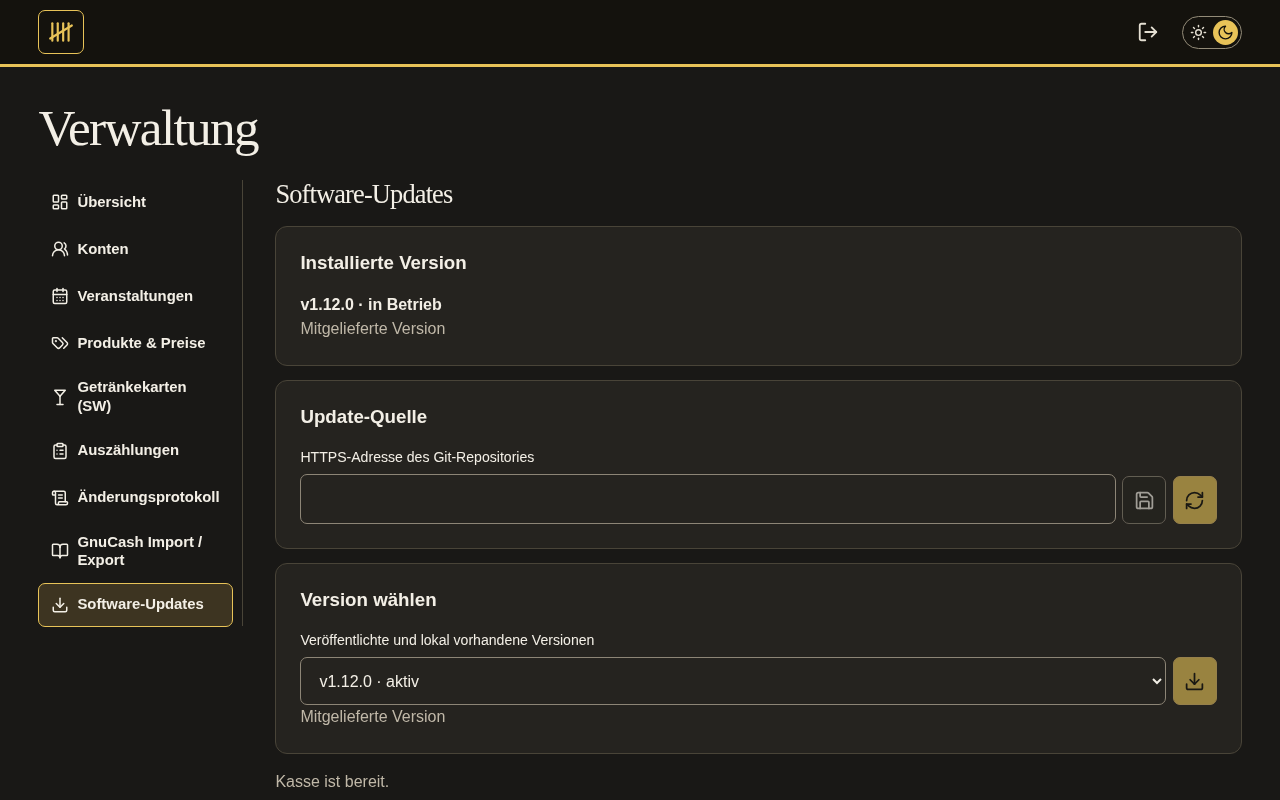 Verwaltung
Übersicht
Konten
Veranstaltungen
Produkte & Preise
Getränkekarten
(SW)
Auszählungen
Änderungsprotokoll
GnuCash Import /
Export
Software-Updates
Software-Updates
Installierte Version
v1.12.0 · in Betrieb
Mitgelieferte Version
Update-Quelle
HTTPS-Adresse des Git-Repositories
Version wählen
Veröffentlichte und lokal vorhandene Versionen
v1.12.0 · aktiv
Mitgelieferte Version
Kasse ist bereit.